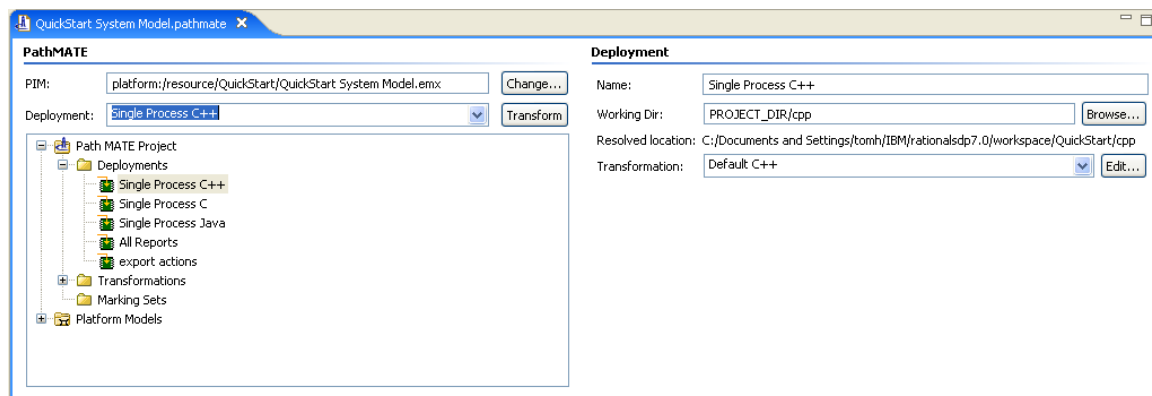 QuickStart System Model.pathmate
PathMATE
PIM: platform:/resource/QuickStart/QuickStart System Model.emx Change...
Deployment: Single Process C++ Transform
Path MATE Project
Deployments
Single Process C++
Single Process C
Single Process Java
All Reports
export actions
Transformations
Marking Sets
Platform Models
Deployment
Name: Single Process C++
Working Dir: PROJECT_DIR/cpp Browse...
Resolved location: C:/Documents and Settings/tomh/IBM/rationalsdp7.0/workspace/QuickStart/cpp
Transformation: Default C++ Edit...